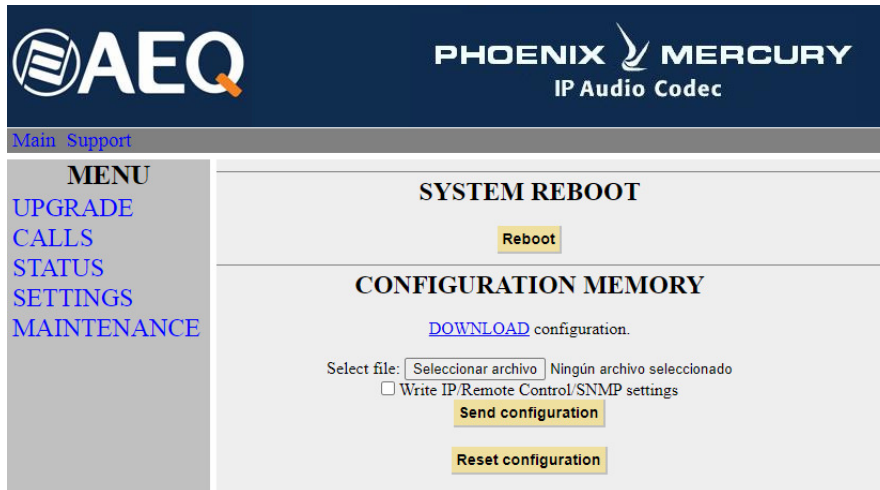 AEQ
PHOENIX MERCURY
IP Audio Codec
Main Support
MENU
UPGRADE
CALLS
STATUS
SETTINGS
MAINTENANCE
SYSTEM REBOOT
Reboot
CONFIGURATION MEMORY
DOWNLOAD configuration.
Select file: Seleccionar archivo Ningún archivo seleccionado
Write IP/Remote Control/SNMP settings
Send configuration
Reset configuration